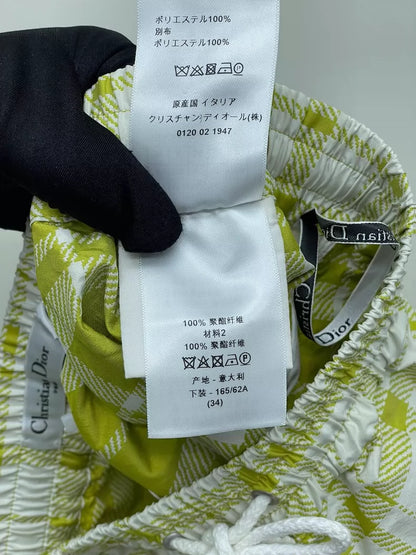 ポリエステル100%
別布
ポリエステル100%
原産国 イタリア
クリスチャン ディオール(株)
0120 02 1947
100% 聚酯纤维
材料2
100% 聚酯纤维
产地 - 意大利
下装 - 165/62A
(34)
Christian Dior
Christian Dior
stian Di